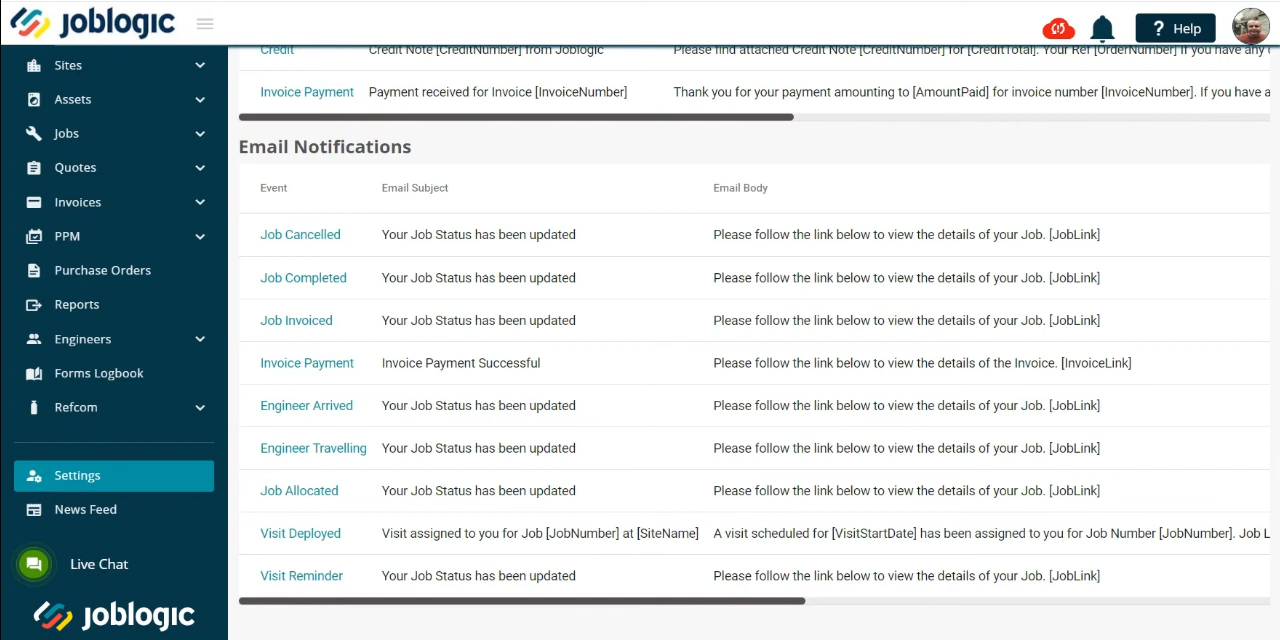 joblogic
Help
Sites
Assets
Jobs
Quotes
Invoices
PPM
Purchase Orders
Reports
Engineers
Forms Logbook
Refcom
Settings
News Feed
Live Chat
joblogic
Credit Credit Note [CreditNumber] from Joblogic Please find attached Credit Note [CreditNumber] for [CreditTotal]. Your Ref [OrderNumber] If you have any
Invoice Payment Payment received for Invoice [InvoiceNumber] Thank you for your payment amounting to [AmountPaid] for invoice number [InvoiceNumber]. If you have a
Email Notifications
Event Email Subject Email Body
Job Cancelled Your Job Status has been updated Please follow the link below to view the details of your Job. [JobLink]
Job Completed Your Job Status has been updated Please follow the link below to view the details of your Job. [JobLink]
Job Invoiced Your Job Status has been updated Please follow the link below to view the details of your Job. [JobLink]
Invoice Payment Invoice Payment Successful Please follow the link below to view the details of the Invoice. [InvoiceLink]
Engineer Arrived Your Job Status has been updated Please follow the link below to view the details of your Job. [JobLink]
Engineer Travelling Your Job Status has been updated Please follow the link below to view the details of your Job. [JobLink]
Job Allocated Your Job Status has been updated Please follow the link below to view the details of your Job. [JobLink]
Visit Deployed Visit assigned to you for Job [JobNumber] at [SiteName] A visit scheduled for [VisitStartDate] has been assigned to you for Job Number [JobNumber]. Job L
Visit Reminder Your Job Status has been updated Please follow the link below to view the details of your Job. [JobLink]